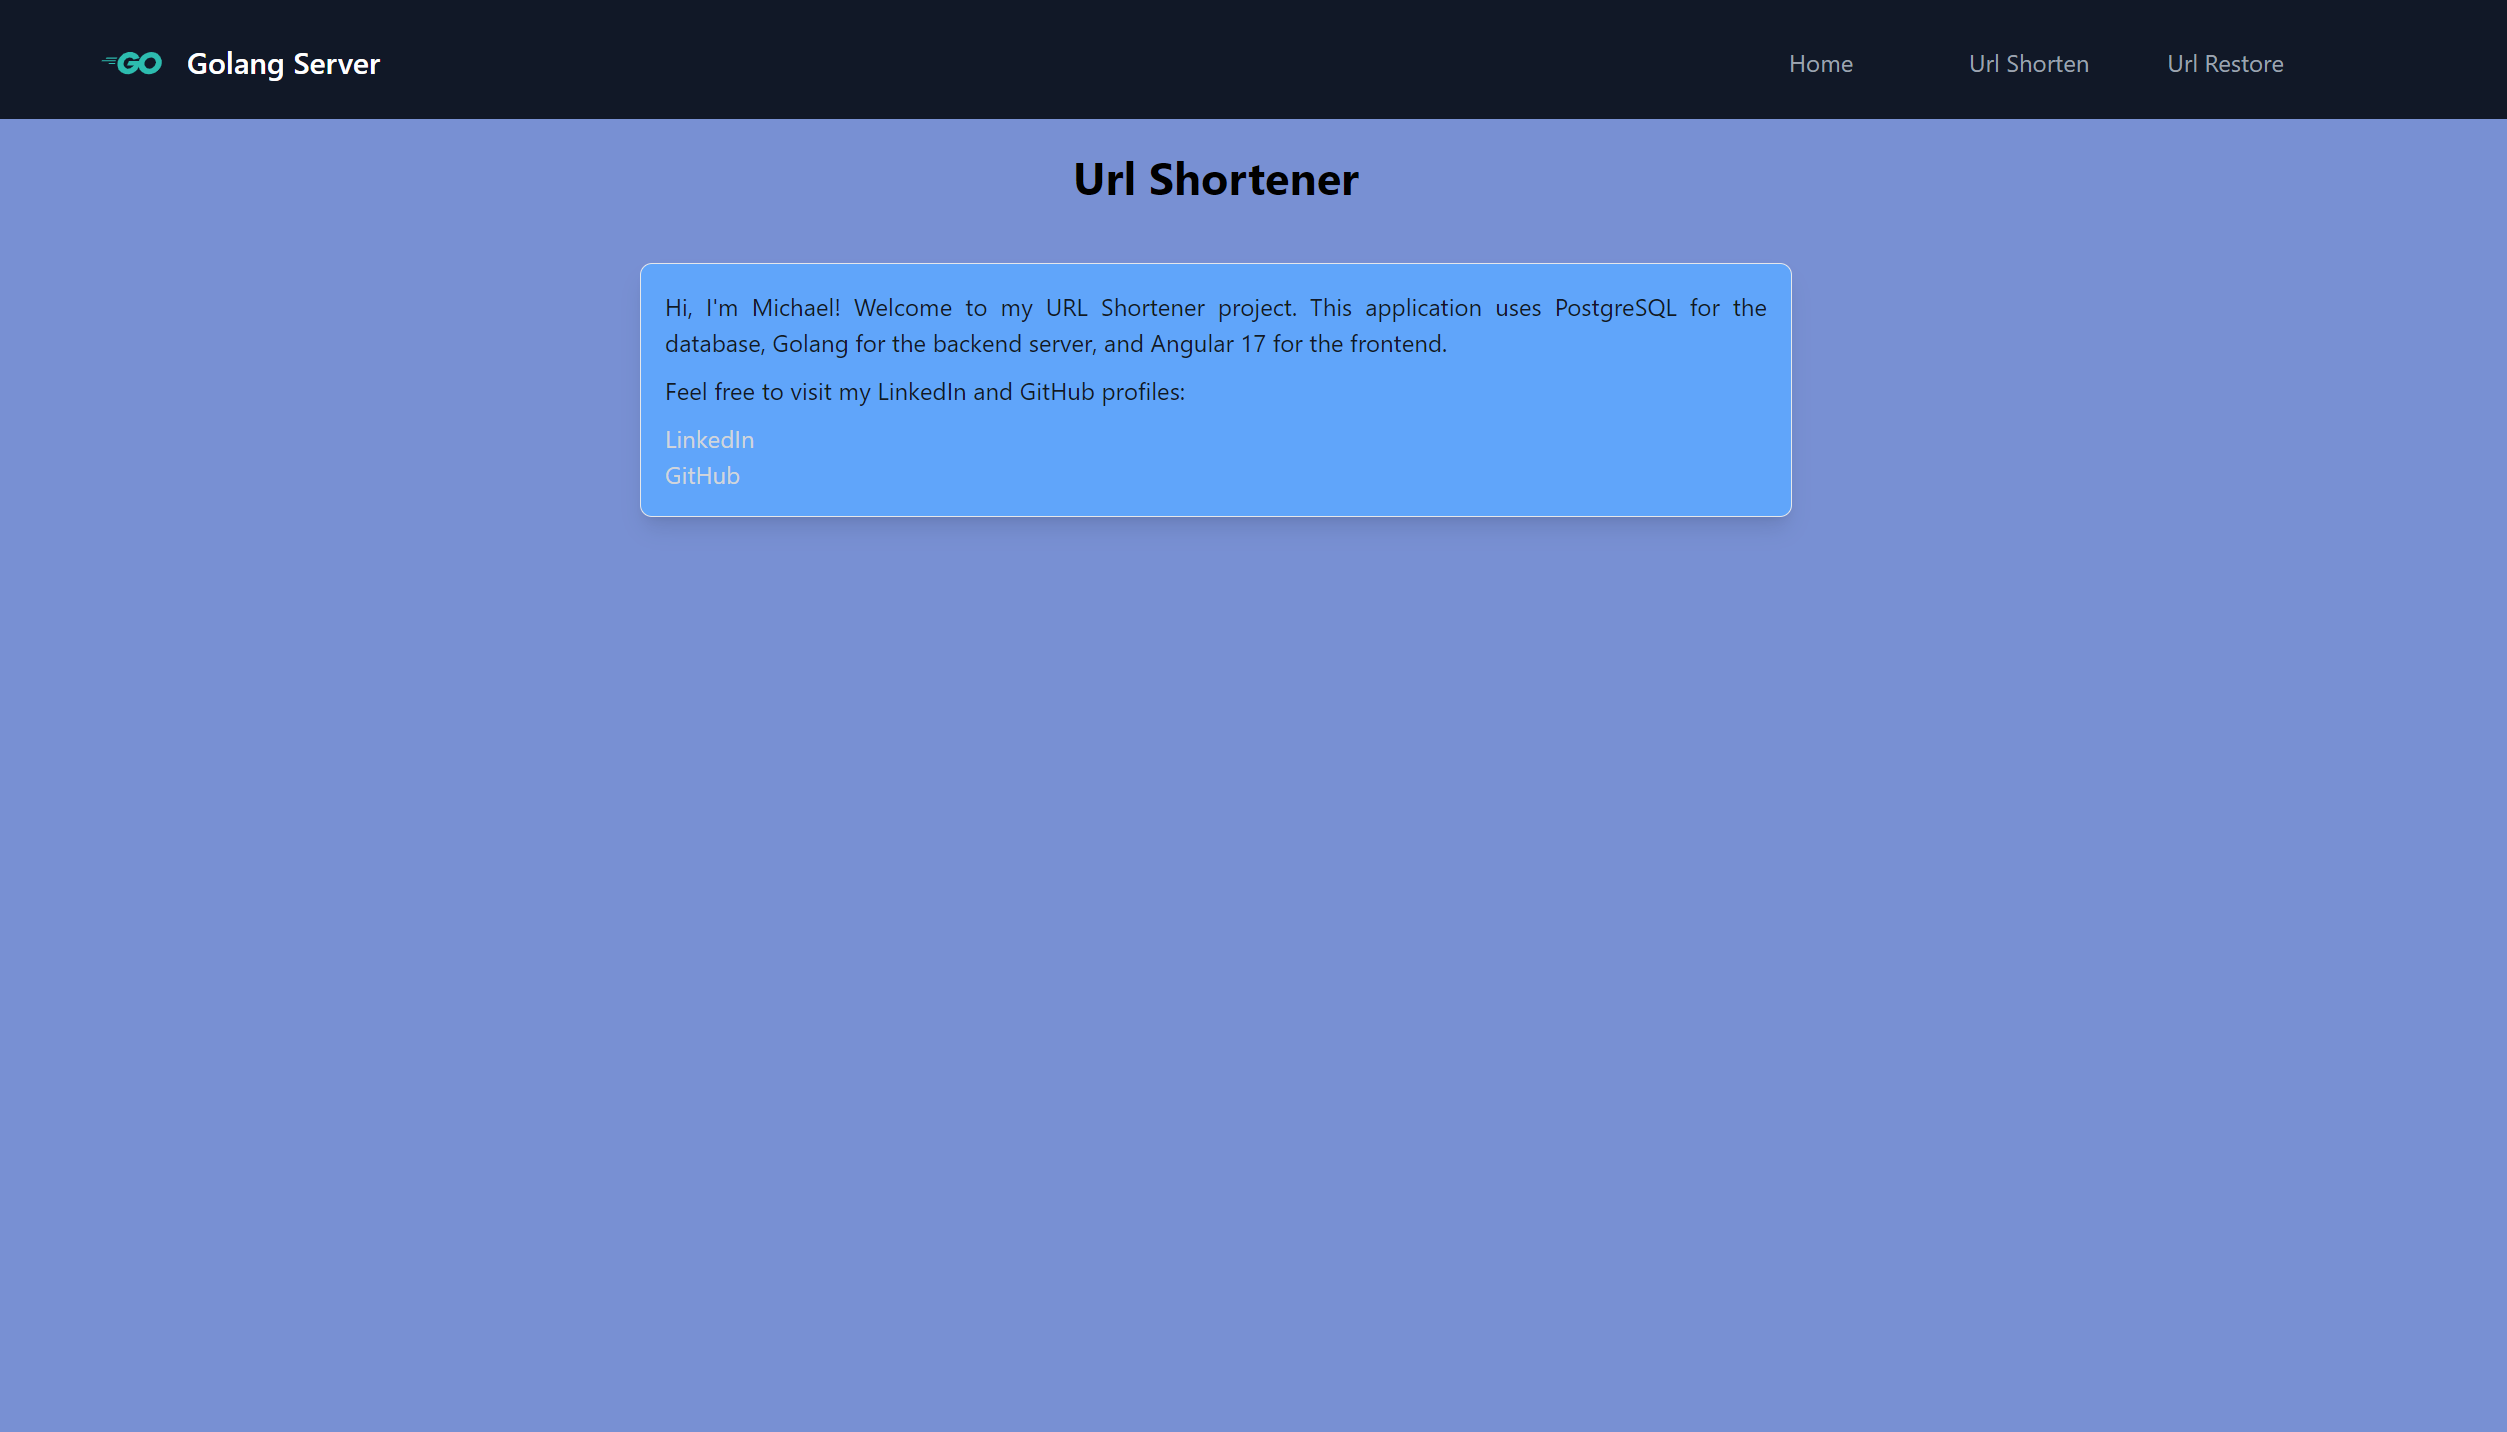 GO Golang Server Home Url Shorten Url Restore
Url Shortener
Hi, I'm Michael! Welcome to my URL Shortener project. This application uses PostgreSQL for the
database, Golang for the backend server, and Angular 17 for the frontend.
Feel free to visit my LinkedIn and GitHub profiles:
LinkedIn
GitHub